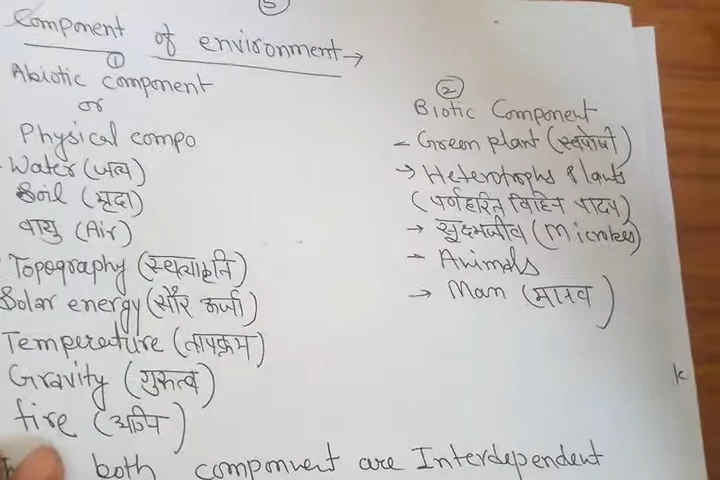 5
Component of environment →
①
Abiotic component
or
Physical compo
Water (जल)
Soil (मृदा)
वायु (Air)
Topography (स्थलाकृति)
Solar energy (सौर ऊर्जा)
Temperature (तापक्रम)
Gravity (गुरुत्व)
fire (अग्नि)
②
Biotic Component
- Green plant (स्वपोषी)
→ Heterotrophs Plants
(पर्णहरित विहिन पादप)
→ सूक्ष्मजीव (Microbes)
- Animals
→ Man (मानव)
k
both component are Interdependent